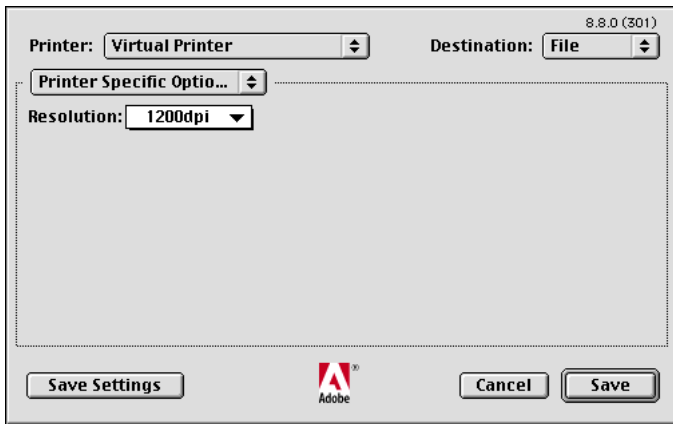 8.8.0 (301)
Printer: Virtual Printer Destination: File
Printer Specific Optio...
Resolution: 1200dpi
Save Settings Adobe® Cancel Save